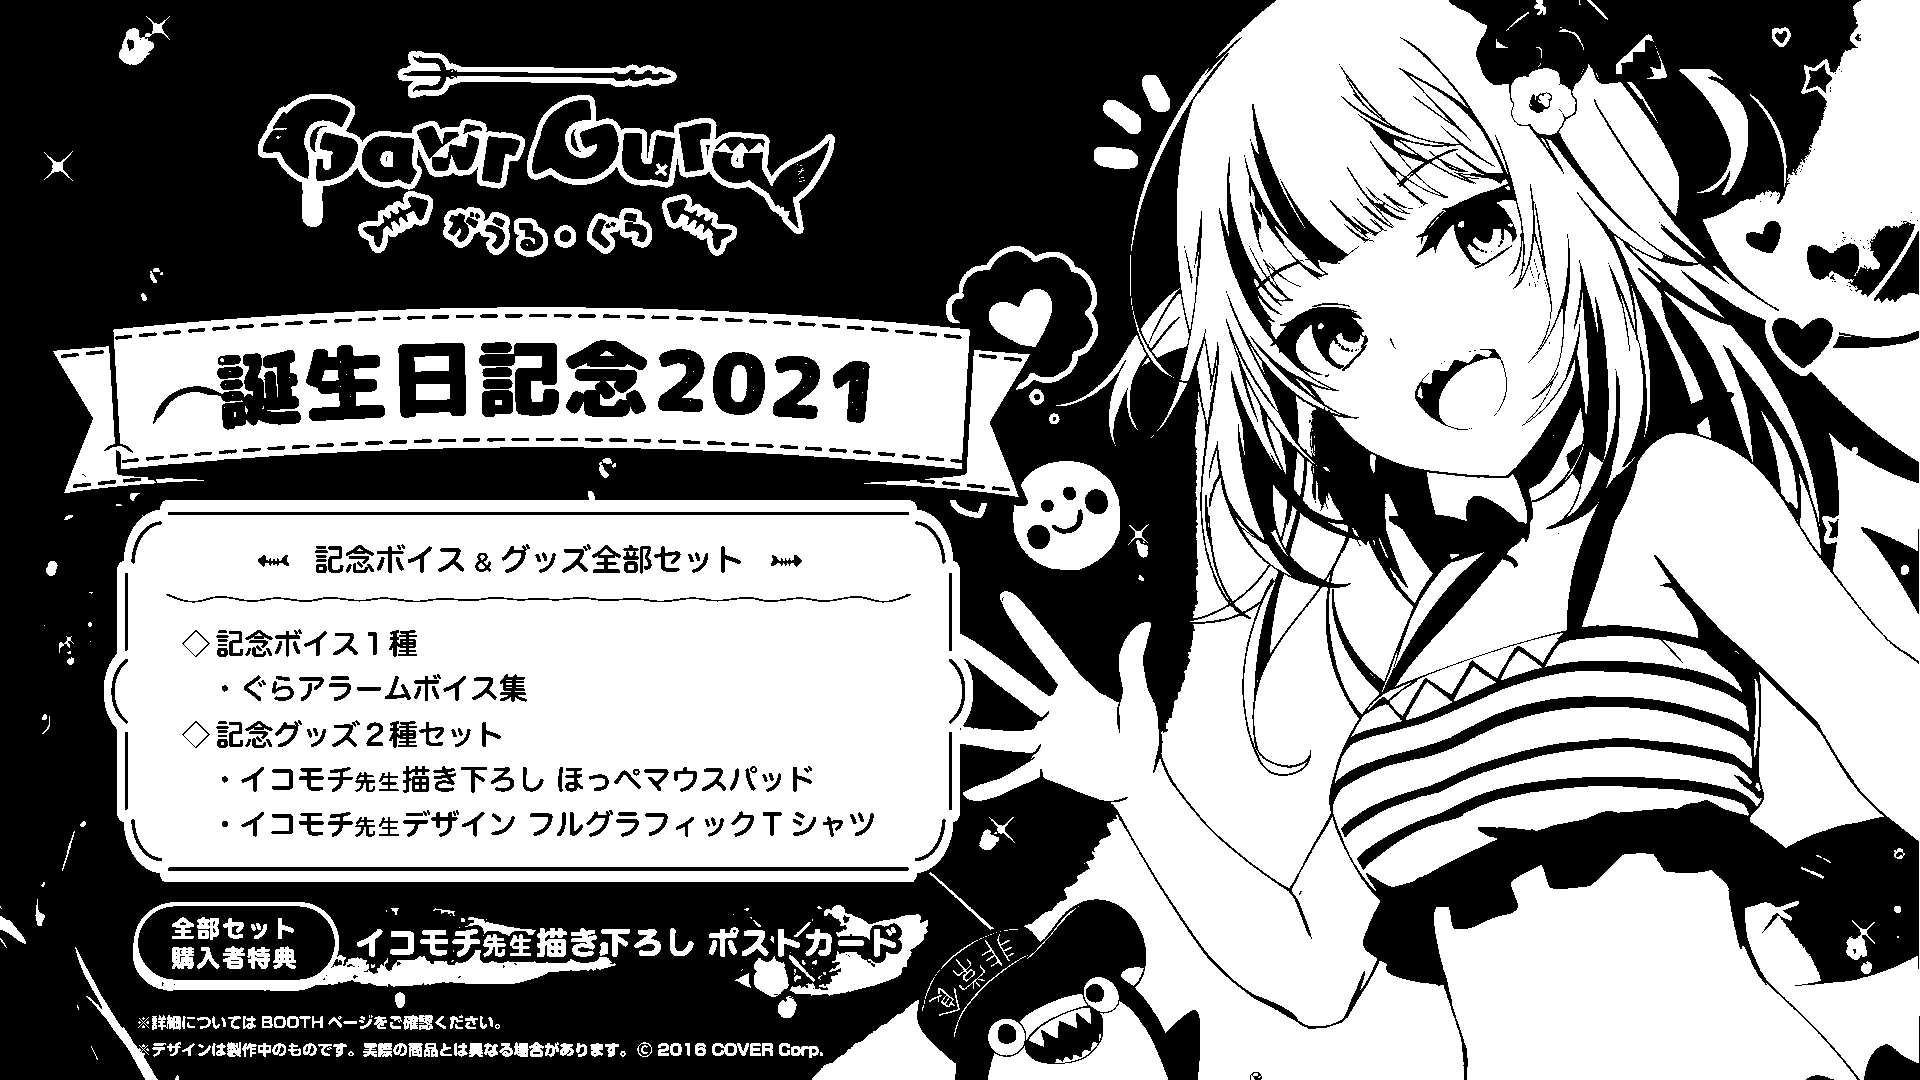 Gawr Gura
がうる・ぐら
誕生日記念2021
記念ボイス & グッズ全部セット
◇記念ボイス1種
・ぐらアラームボイス集
◇記念グッズ2種セット
・イコモチ先生描き下ろし ほっぺマウスパッド
・イコモチ先生デザイン フルグラフィックTシャツ
全部セット
購入者特典
イコモチ先生描き下ろし ポストカード
非常食
※詳細については BOOTH ページをご確認ください。
※デザインは製作中のものです。実際の商品とは異なる場合があります。© 2016 COVER Corp.